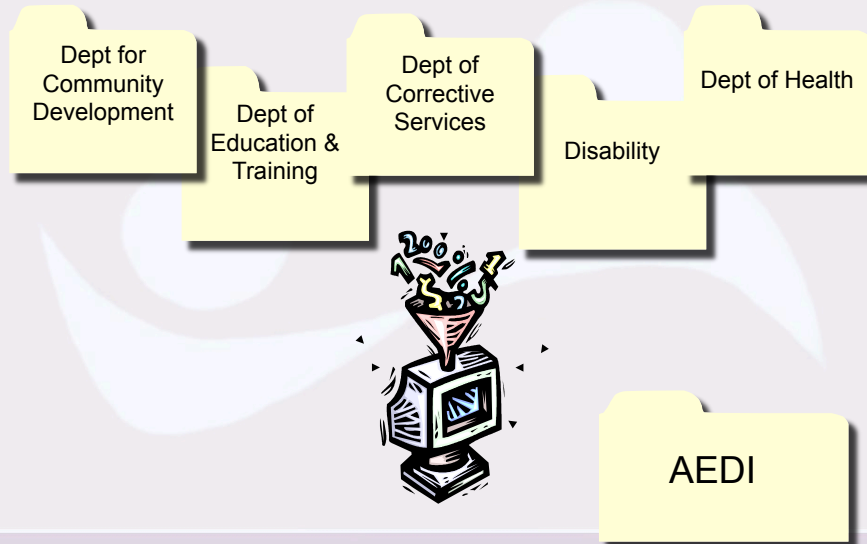 Dept for
Community
Development
Dept of
Education &
Training
Dept of
Corrective
Services
Disability
Dept of Health
AEDI